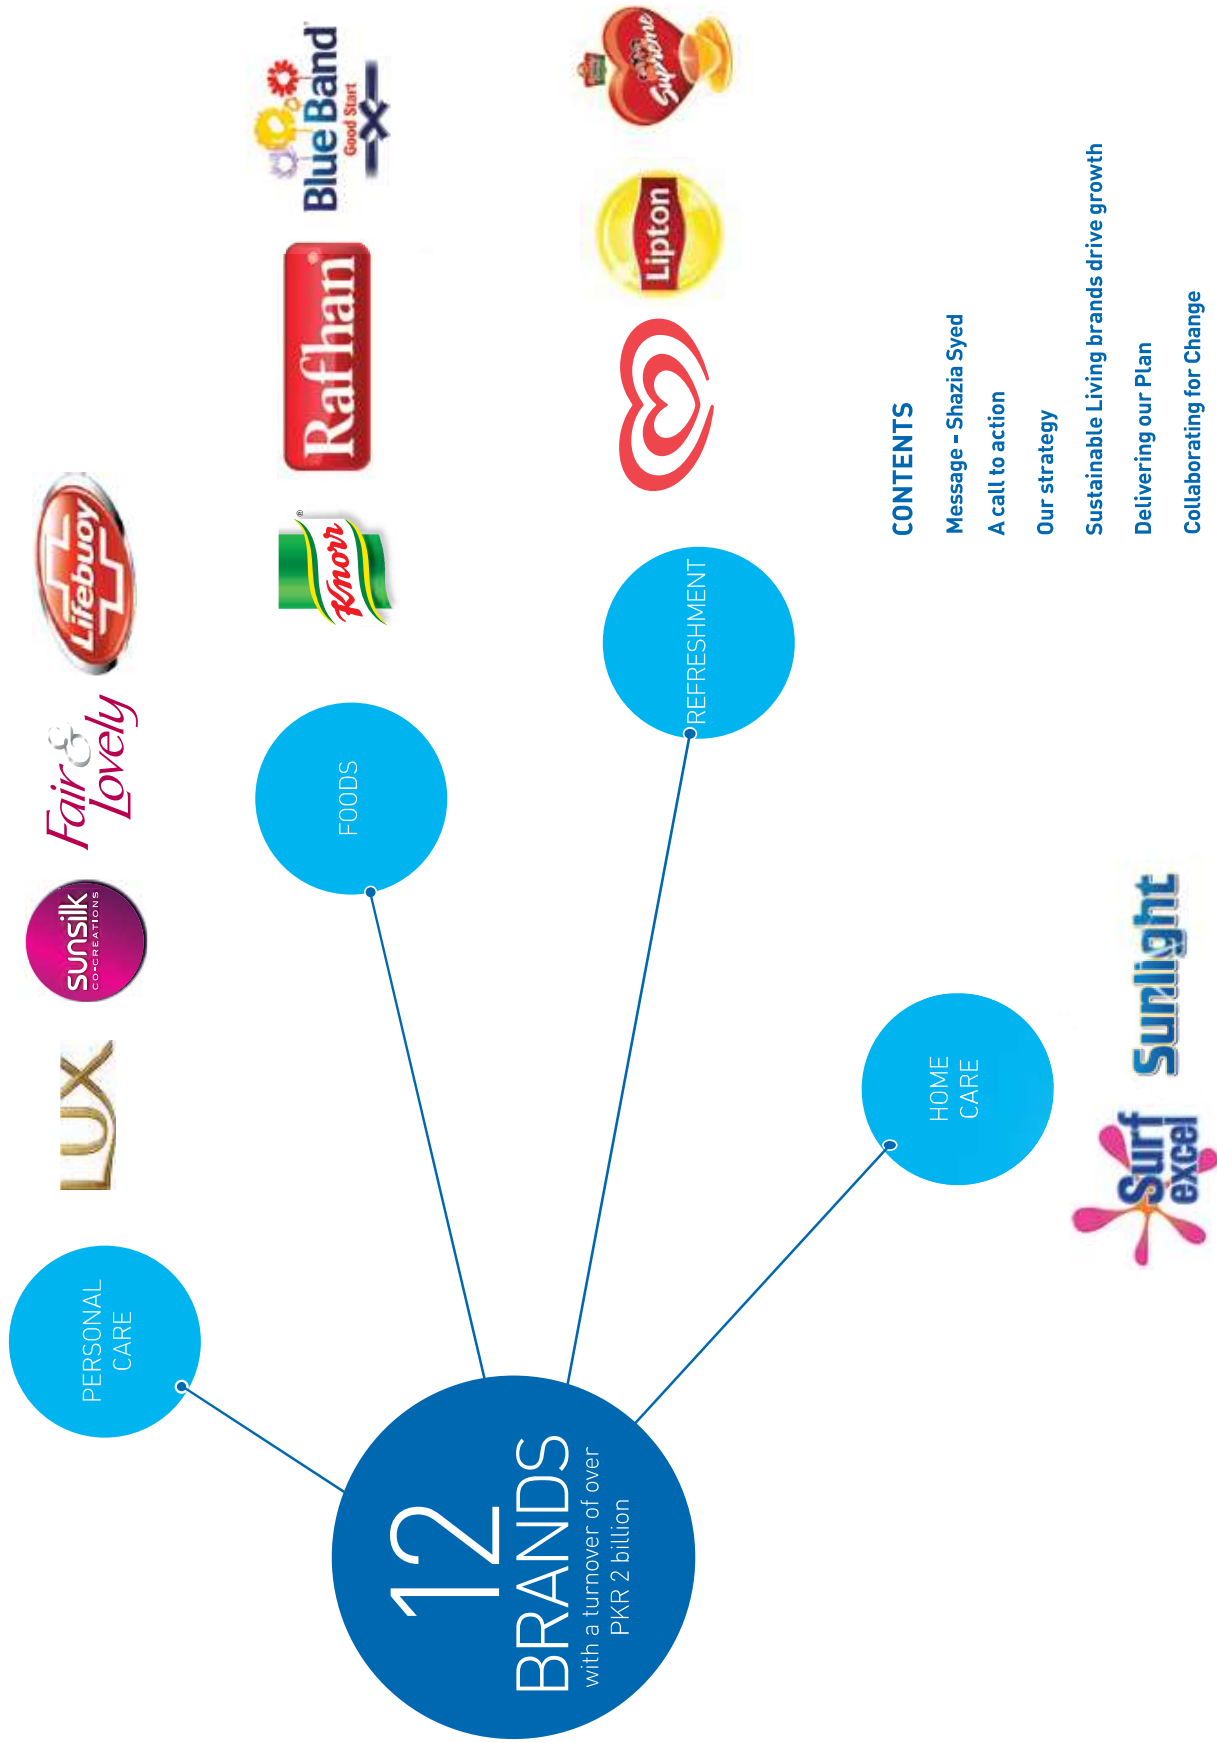 12
BRANDS
with a turnover of over
PKR 2 billion
PERSONAL
CARE
LUX
sunsilk
CO-CREATIONS
Fair &
Lovely
Lifebuoy
FOODS
Knorr®
Rafhan®
Blue Band
Good Start
REFRESHMENT
Lipton
Supreme
HOME
CARE
Surf
excel
Sunlight
CONTENTS
Message - Shazia Syed
A call to action
Our strategy
Sustainable Living brands drive growth
Delivering our Plan
Collaborating for Change